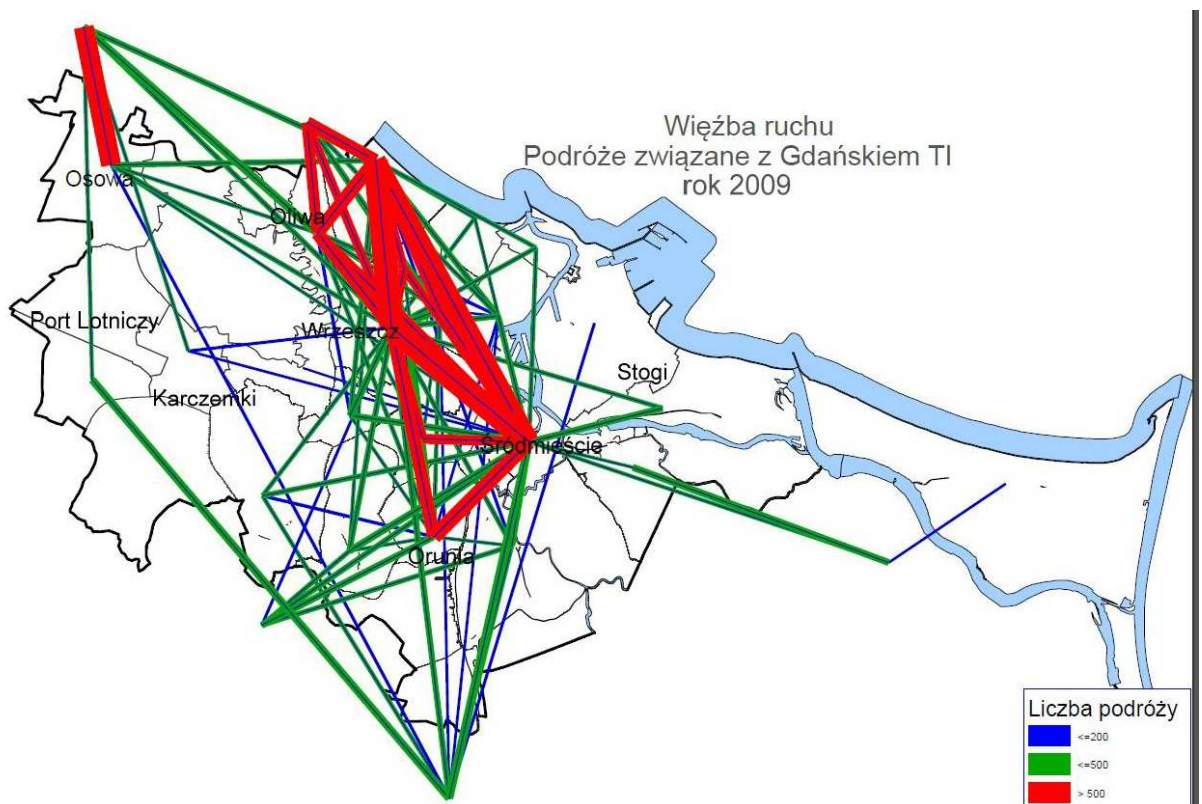 Więźba ruchu
Podróże związane z Gdańskiem TI
rok 2009
Osowa
Oliwa
Port Lotniczy
Wrzeszcz
Stogi
Karczemki
Śródmieście
Orunia
Liczba podróży
<=200
<=500
> 500